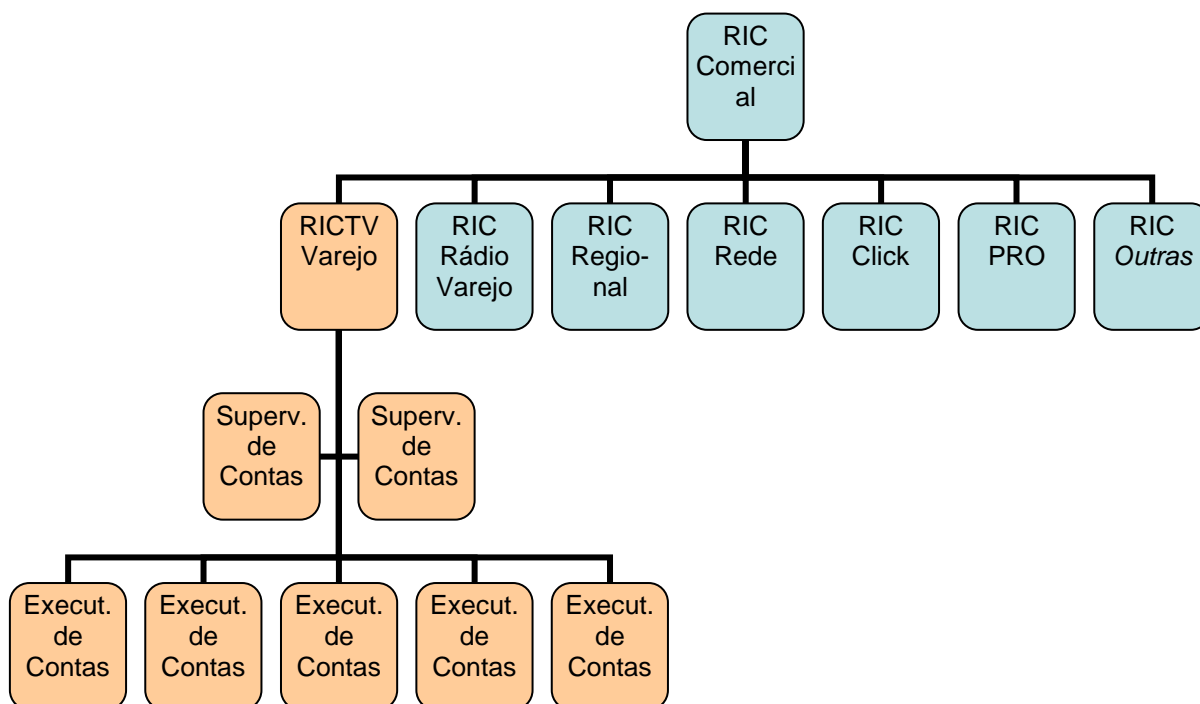 RIC
Comerci
al
RICTV
Varejo
RIC
Rádio
Varejo
RIC
Regio-
nal
RIC
Rede
RIC
Click
RIC
PRO
RIC
Outras
Superv.
de
Contas
Superv.
de
Contas
Execut.
de
Contas
Execut.
de
Contas
Execut.
de
Contas
Execut.
de
Contas
Execut.
de
Contas